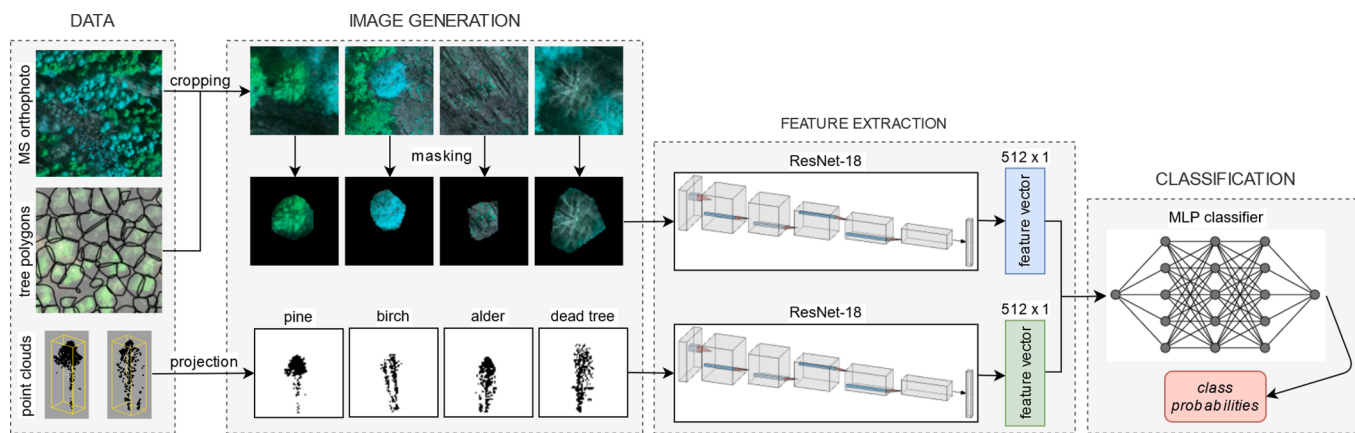 DATA
IMAGE GENERATION
MS orthophoto
cropping
masking
tree polygons
point clouds
projection
pine
birch
alder
dead tree
FEATURE EXTRACTION
ResNet-18
512 x 1
feature vector
ResNet-18
512 x 1
feature vector
CLASSIFICATION
MLP classifier
class
probabilities